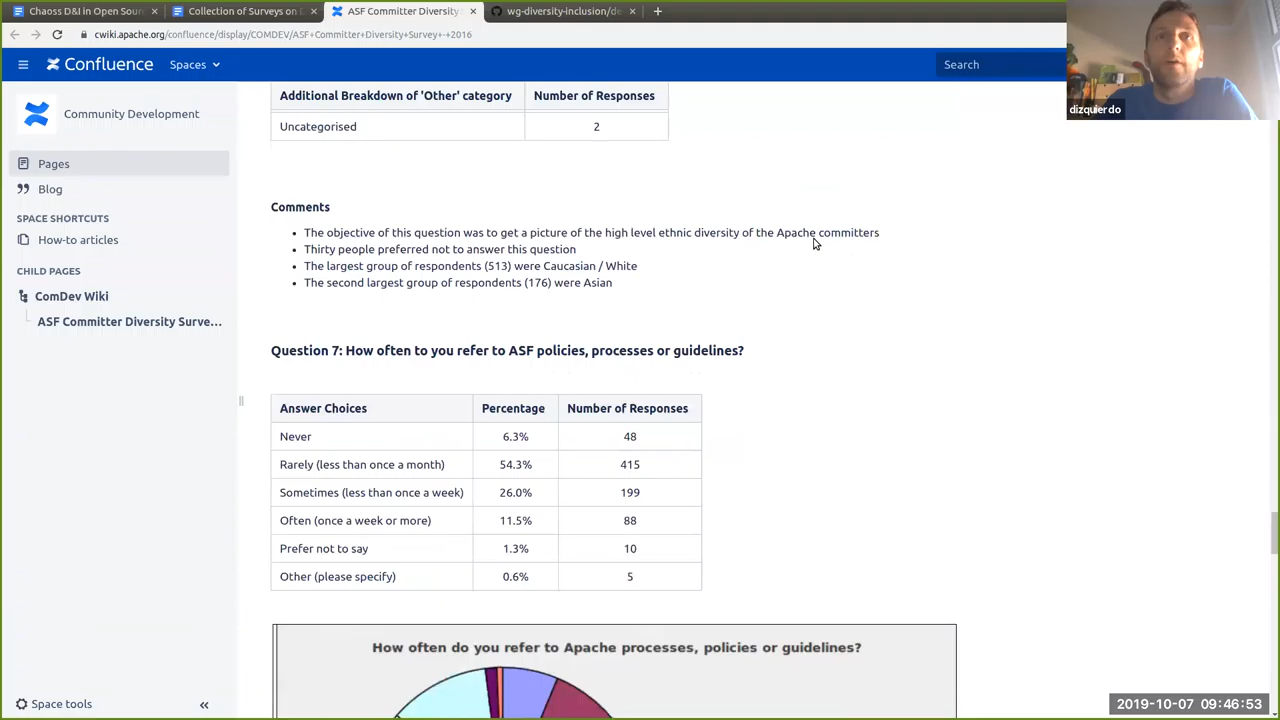 Chaoss D&I in Open Sour
Collection of Surveys on D
ASF Committer Diversity
wg-diversity-inclusion/de
cwiki.apache.org/confluence/display/COMDEV/ASF+Committer+Diversity+Survey+-+2016
Confluence
Spaces
Search
dizquierdo
Community Development
Pages
Blog
SPACE SHORTCUTS
How-to articles
CHILD PAGES
ComDev Wiki
ASF Committer Diversity Surve...
Space tools
Additional Breakdown of 'Other' category Number of Responses
Uncategorised 2
Comments
• The objective of this question was to get a picture of the high level ethnic diversity of the Apache committers
• Thirty people preferred not to answer this question
• The largest group of respondents (513) were Caucasian / White
• The second largest group of respondents (176) were Asian
Question 7: How often to you refer to ASF policies, processes or guidelines?
Answer Choices Percentage Number of Responses
Never 6.3% 48
Rarely (less than once a month) 54.3% 415
Sometimes (less than once a week) 26.0% 199
Often (once a week or more) 11.5% 88
Prefer not to say 1.3% 10
Other (please specify) 0.6% 5
How often do you refer to Apache processes, policies or guidelines?
2019-10-07 09:46:53